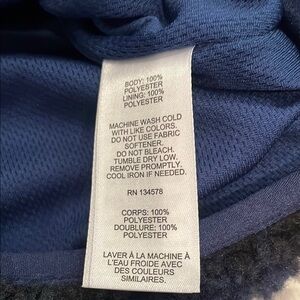 BODY: 100%
POLYESTER
LINING: 100%
POLYESTER
MACHINE WASH COLD
WITH LIKE COLORS.
DO NOT USE FABRIC
SOFTENER.
DO NOT BLEACH.
TUMBLE DRY LOW.
REMOVE PROMPTLY.
COOL IRON IF NEEDED.
RN 134578
CORPS: 100%
POLYESTER
DOUBLURE: 100%
POLYESTER
LAVER À LA MACHINE À
L'EAU FROIDE AVEC
DES COULEURS
SIMILAIRES.